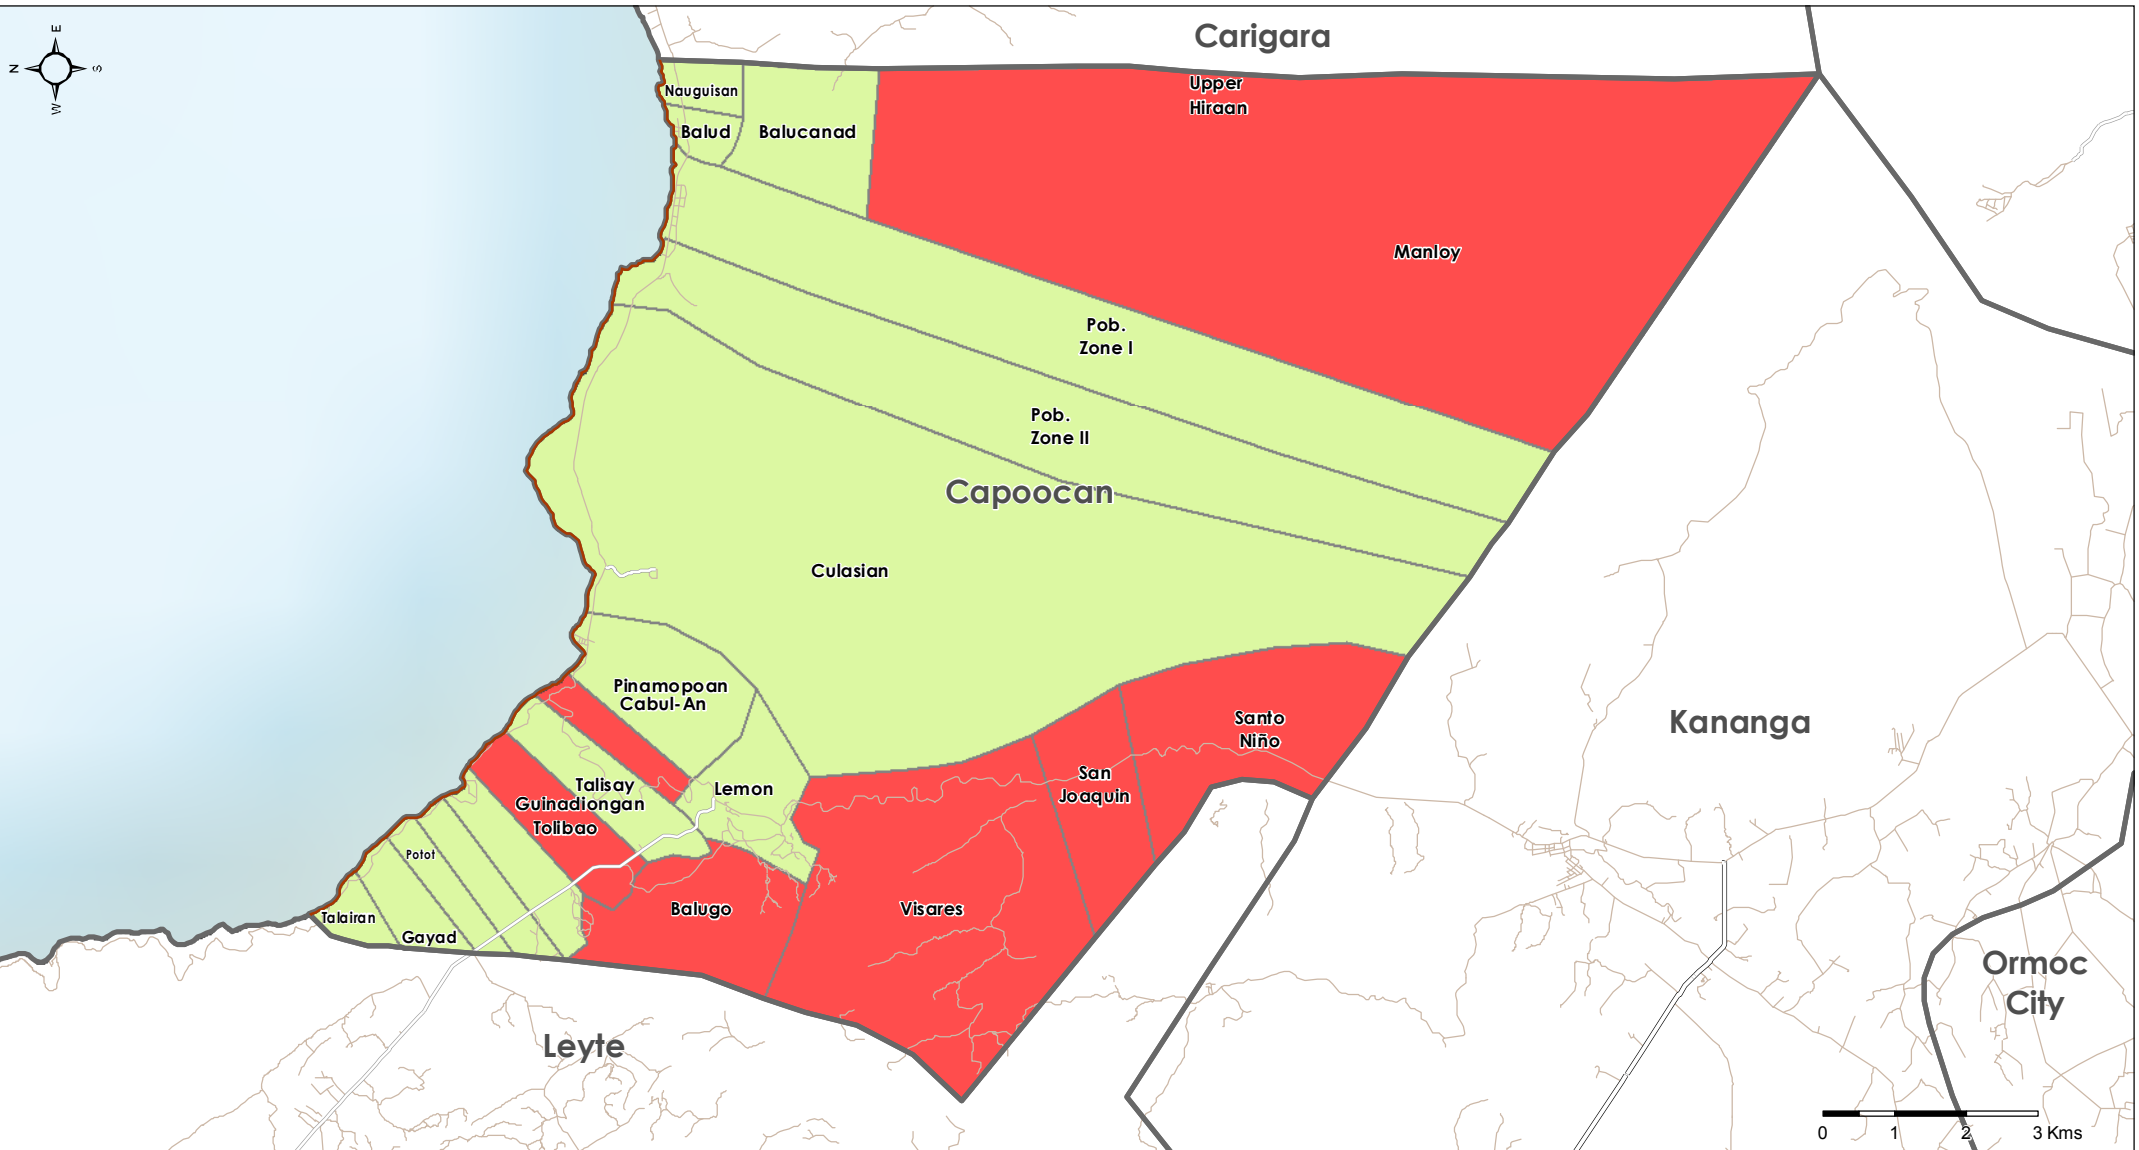 E
N
S
W
Carigara
Nauguisan
Balud
Balucanad
Upper
Hiraan
Manloy
Pob.
Zone I
Pob.
Zone II
Capoocan
Culasian
Pinamopoan
Cabul-An
Santo
Niño
Kananga
San
Joaquin
Talisay
Lemon
Guinadiongan
Tolibao
Potot
Talairan
Gayad
Balugo
Visares
Ormoc
City
Leyte
0 1 2 3 Kms